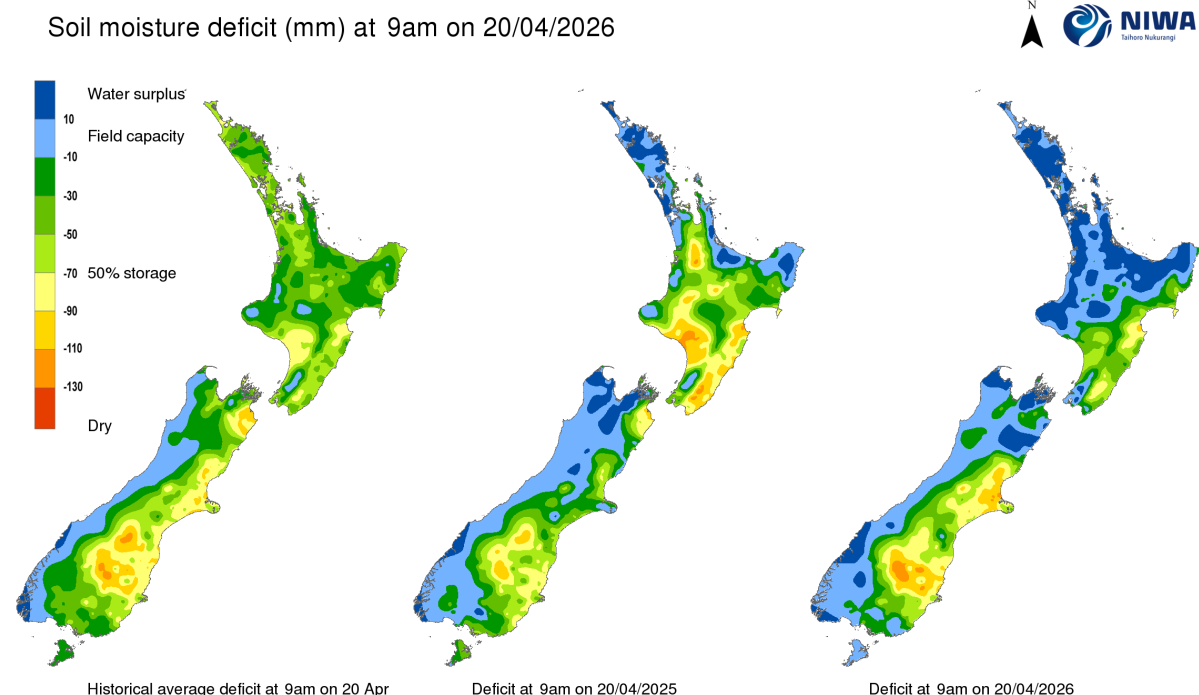 Soil moisture deficit (mm) at 9am on 20/04/2026
N
NIWA
Taihoro Nukurangi
Water surplus
10
Field capacity
-10
-30
-50
-70
50% storage
-90
-110
-130
Dry
Historical average deficit at 9am on 20 Apr
Deficit at 9am on 20/04/2025
Deficit at 9am on 20/04/2026